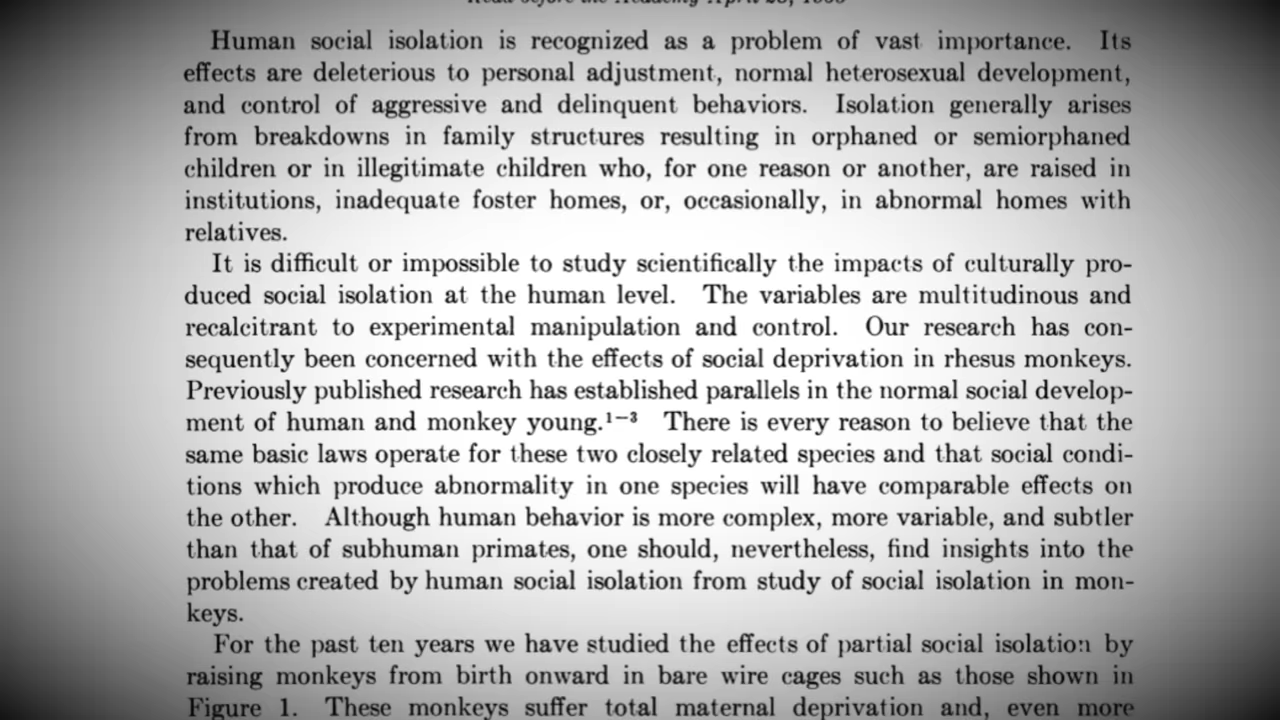 Read before the Academy April 28, 1965
Human social isolation is recognized as a problem of vast importance. Its
effects are deleterious to personal adjustment, normal heterosexual development,
and control of aggressive and delinquent behaviors. Isolation generally arises
from breakdowns in family structures resulting in orphaned or semiorphaned
children or in illegitimate children who, for one reason or another, are raised in
institutions, inadequate foster homes, or, occasionally, in abnormal homes with
relatives.
It is difficult or impossible to study scientifically the impacts of culturally pro-
duced social isolation at the human level. The variables are multitudinous and
recalcitrant to experimental manipulation and control. Our research has con-
sequently been concerned with the effects of social deprivation in rhesus monkeys.
Previously published research has established parallels in the normal social develop-
ment of human and monkey young.¹⁻³ There is every reason to believe that the
same basic laws operate for these two closely related species and that social condi-
tions which produce abnormality in one species will have comparable effects on
the other. Although human behavior is more complex, more variable, and subtler
than that of subhuman primates, one should, nevertheless, find insights into the
problems created by human social isolation from study of social isolation in mon-
keys.
For the past ten years we have studied the effects of partial social isolation by
raising monkeys from birth onward in bare wire cages such as those shown in
Figure 1. These monkeys suffer total maternal deprivation and, even more